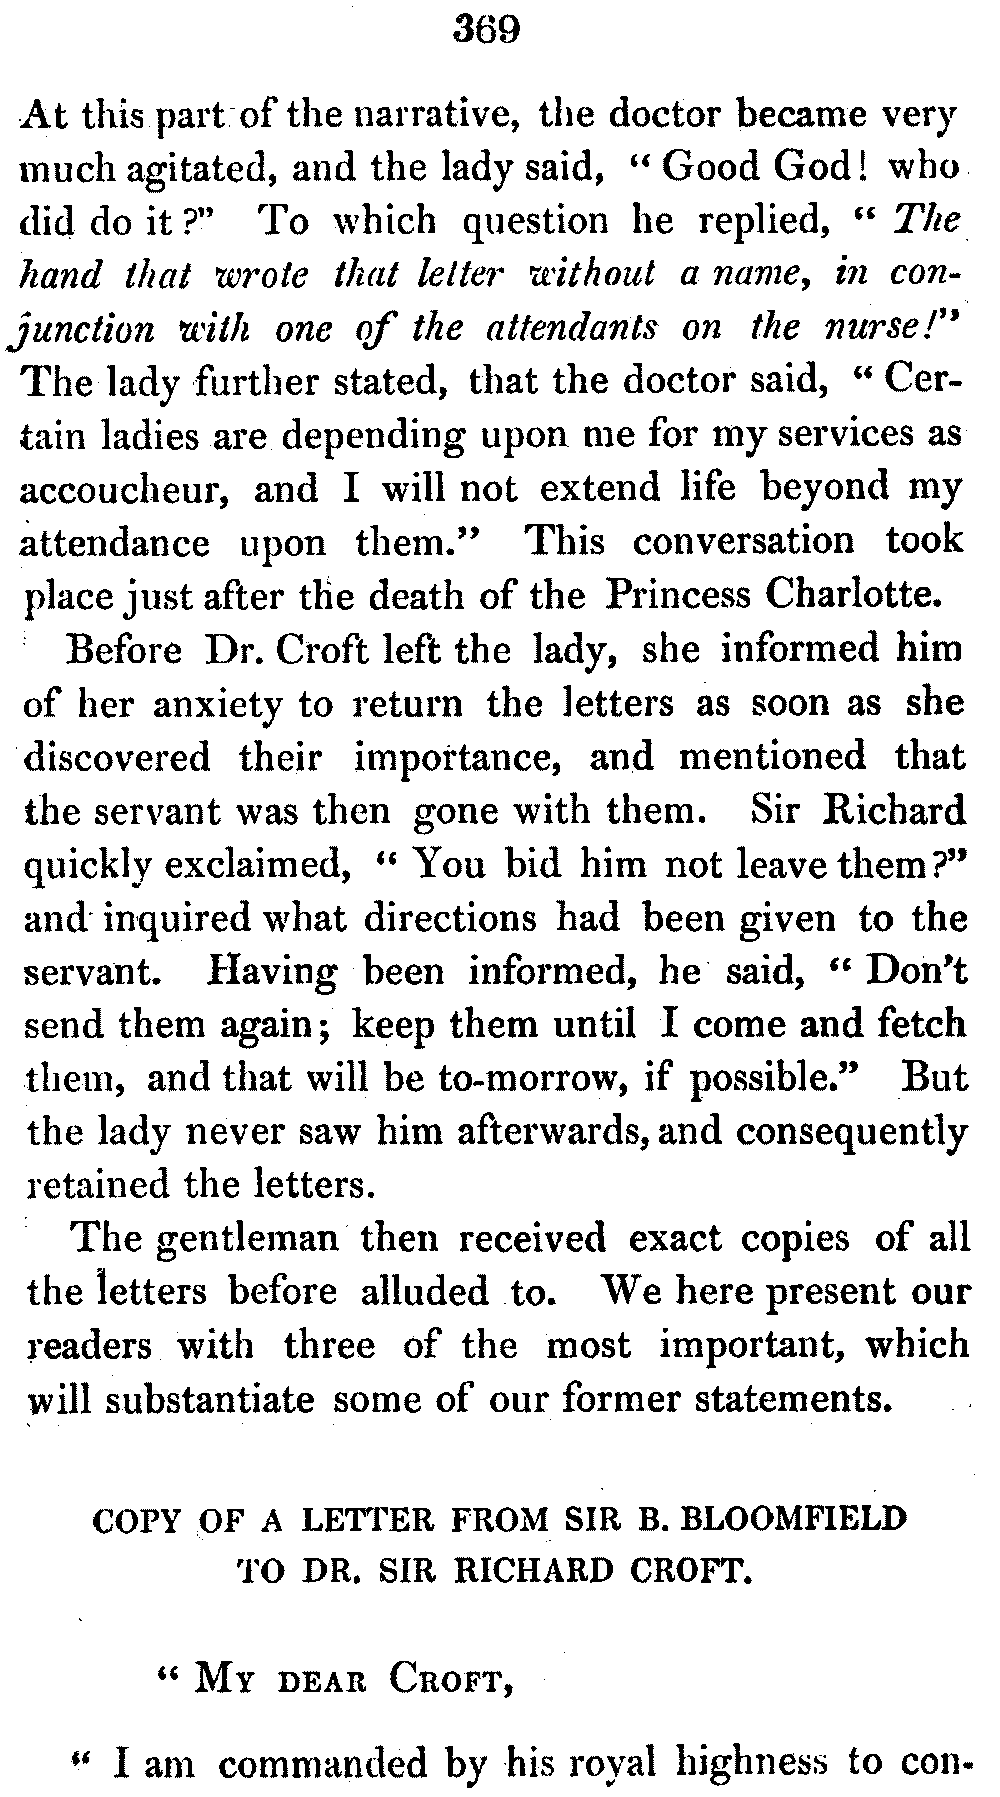 369
At this part of the narrative, the doctor became very
much agitated, and the lady said, “ Good God! who
did do it?” To which question he replied, “ The
hand that wrote that letter without a name, in con-
junction with one of the attendants on the nurse!”
The lady further stated, that the doctor said, “ Cer-
tain ladies are depending upon me for my services as
accoucheur, and I will not extend life beyond my
attendance upon them.” This conversation took
place just after the death of the Princess Charlotte.
Before Dr. Croft left the lady, she informed him
of her anxiety to return the letters as soon as she
discovered their importance, and mentioned that
the servant was then gone with them. Sir Richard
quickly exclaimed, “ You bid him not leave them?”
and inquired what directions had been given to the
servant. Having been informed, he said, “ Don't
send them again; keep them until I come and fetch
them, and that will be to-morrow, if possible.” But
the lady never saw him afterwards, and consequently
retained the letters.
The gentleman then received exact copies of all
the letters before alluded to. We here present our
readers with three of the most important, which
will substantiate some of our former statements.
COPY OF A LETTER FROM SIR B. BLOOMFIELD
TO DR. SIR RICHARD CROFT.
“ MY DEAR CROFT,
“ I am commanded by his royal highness to con-